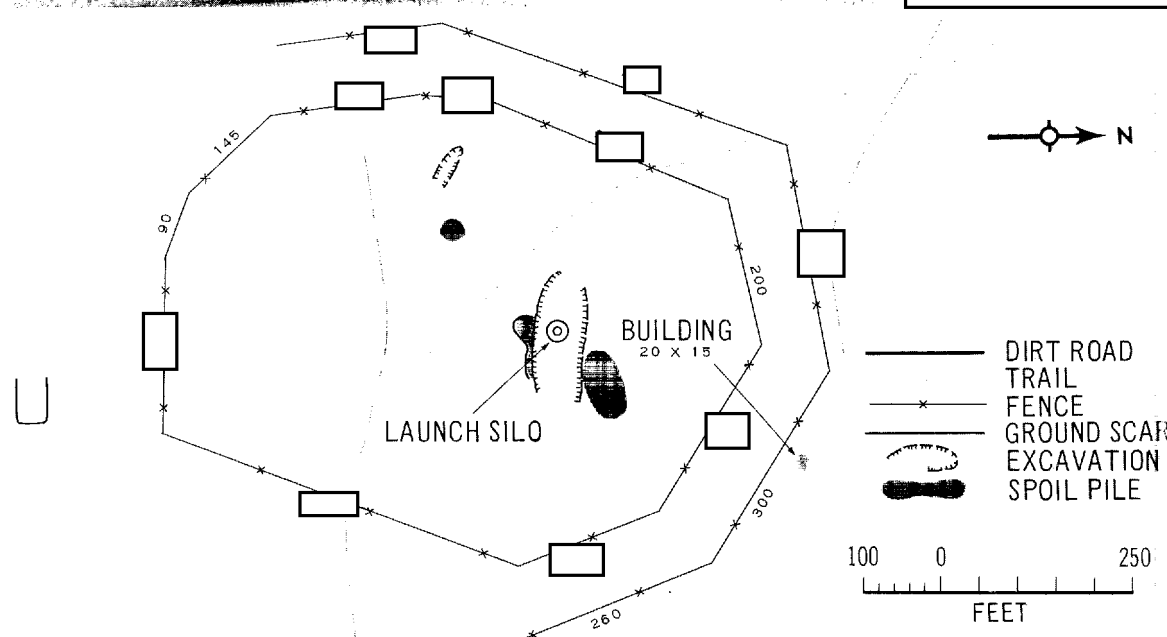 145
N
90
200
BUILDING
20 X 15
DIRT ROAD
TRAIL
FENCE
LAUNCH SILO
GROUND SCAR
EXCAVATION
SPOIL PILE
300
100 0 250
FEET
260